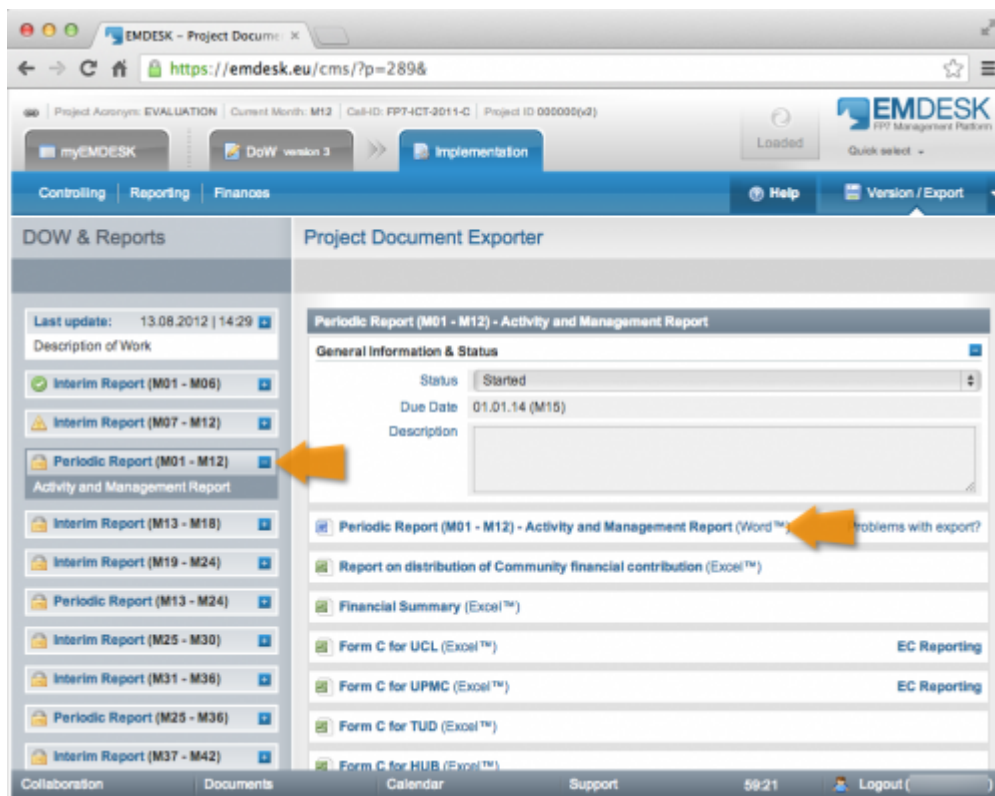 EMDESK – Project Docume
https://emdesk.eu/cms/?p=289&
Project Acronym: EVALUATION | Current Month: M12 | Call-ID: FP7-ICT-2011-C | Project ID 000000(v2)
myEMDESK
DoW version 3
Implementation
Loaded
EMDESK
FP7 Management Platform
Quick select
Controlling | Reporting | Finances
Help
Version / Export
DOW & Reports
Project Document Exporter
Last update: 13.08.2012 | 14:29
Description of Work
Interim Report (M01 - M06)
Interim Report (M07 - M12)
Periodic Report (M01 - M12)
Activity and Management Report
Interim Report (M13 - M18)
Interim Report (M19 - M24)
Periodic Report (M13 - M24)
Interim Report (M25 - M30)
Interim Report (M31 - M36)
Periodic Report (M25 - M36)
Interim Report (M37 - M42)
Periodic Report (M01 - M12) - Activity and Management Report
General Information & Status
Status Started
Due Date 01.01.14 (M15)
Description
Periodic Report (M01 - M12) - Activity and Management Report (Word™) Problems with export?
Report on distribution of Community financial contribution (Excel™)
Financial Summary (Excel™)
Form C for UCL (Excel™) EC Reporting
Form C for UPMC (Excel™) EC Reporting
Form C for TUD (Excel™)
Form C for HUB (Excel™)
Collaboration Documents Calendar Support 59:21 Logout ( )